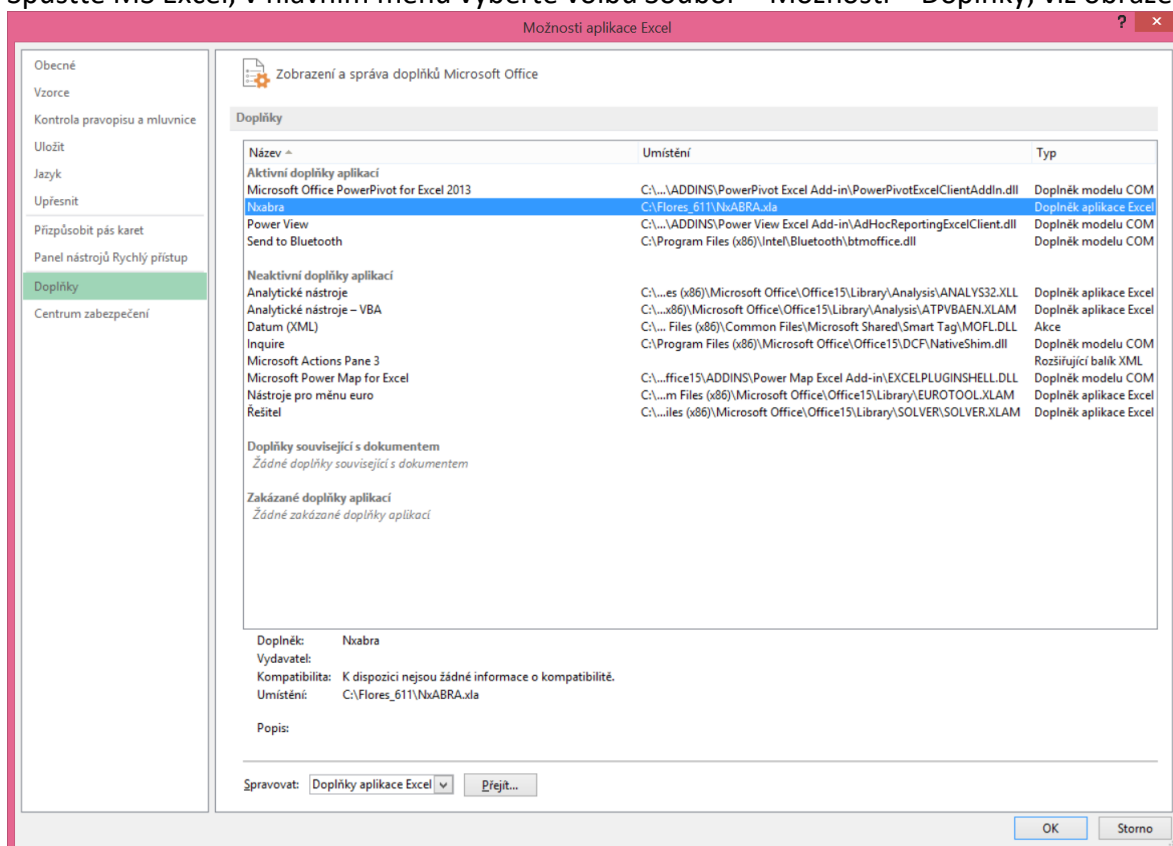 Spusťte MS Excel, v hlavním menu vyberte volbu Soubor – Možnosti – Doplňky, viz obráze
Možnosti aplikace Excel
? ×
Obecné
Vzorce
Kontrola pravopisu a mluvnice
Uložit
Jazyk
Upřesnit
Přizpůsobit pás karet
Panel nástrojů Rychlý přístup
Doplňky
Centrum zabezpečení
Zobrazení a správa doplňků Microsoft Office
Doplňky
Název Umístění Typ
Aktivní doplňky aplikací
Microsoft Office PowerPivot for Excel 2013 C:\...\ADDINS\PowerPivot Excel Add-in\PowerPivotExcelClientAddIn.dll Doplněk modelu COM
Nxabra C:\Flores_611\NxABRA.xla Doplněk aplikace Excel
Power View C:\...\ADDINS\Power View Excel Add-in\AdHocReportingExcelClient.dll Doplněk modelu COM
Send to Bluetooth C:\Program Files (x86)\Intel\Bluetooth\btmoffice.dll Doplněk modelu COM
Neaktivní doplňky aplikací
Analytické nástroje C:\...es (x86)\Microsoft Office\Office15\Library\Analysis\ANALYS32.XLL Doplněk aplikace Excel
Analytické nástroje – VBA C:\...x86)\Microsoft Office\Office15\Library\Analysis\ATPVBAEN.XLAM Doplněk aplikace Excel
Datum (XML) C:\... Files (x86)\Common Files\Microsoft Shared\Smart Tag\MOFL.DLL Akce
Inquire C:\Program Files (x86)\Microsoft Office\Office15\DCF\NativeShim.dll Doplněk modelu COM
Microsoft Actions Pane 3 Rozšiřující balík XML
Microsoft Power Map for Excel C:\...ffice15\ADDINS\Power Map Excel Add-in\EXCELPLUGINSHELL.DLL Doplněk modelu COM
Nástroje pro měnu euro C:\...m Files (x86)\Microsoft Office\Office15\Library\EUROTOOL.XLAM Doplněk aplikace Excel
Řešitel C:\...iles (x86)\Microsoft Office\Office15\Library\SOLVER\SOLVER.XLAM Doplněk aplikace Excel
Doplňky související s dokumentem
Žádné doplňky související s dokumentem
Zakázané doplňky aplikací
Žádné zakázané doplňky aplikací
Doplněk: Nxabra
Vydavatel:
Kompatibilita: K dispozici nejsou žádné informace o kompatibilitě.
Umístění: C:\Flores_611\NxABRA.xla
Popis:
Spravovat: Doplňky aplikace Excel Přejít...
OK Storno